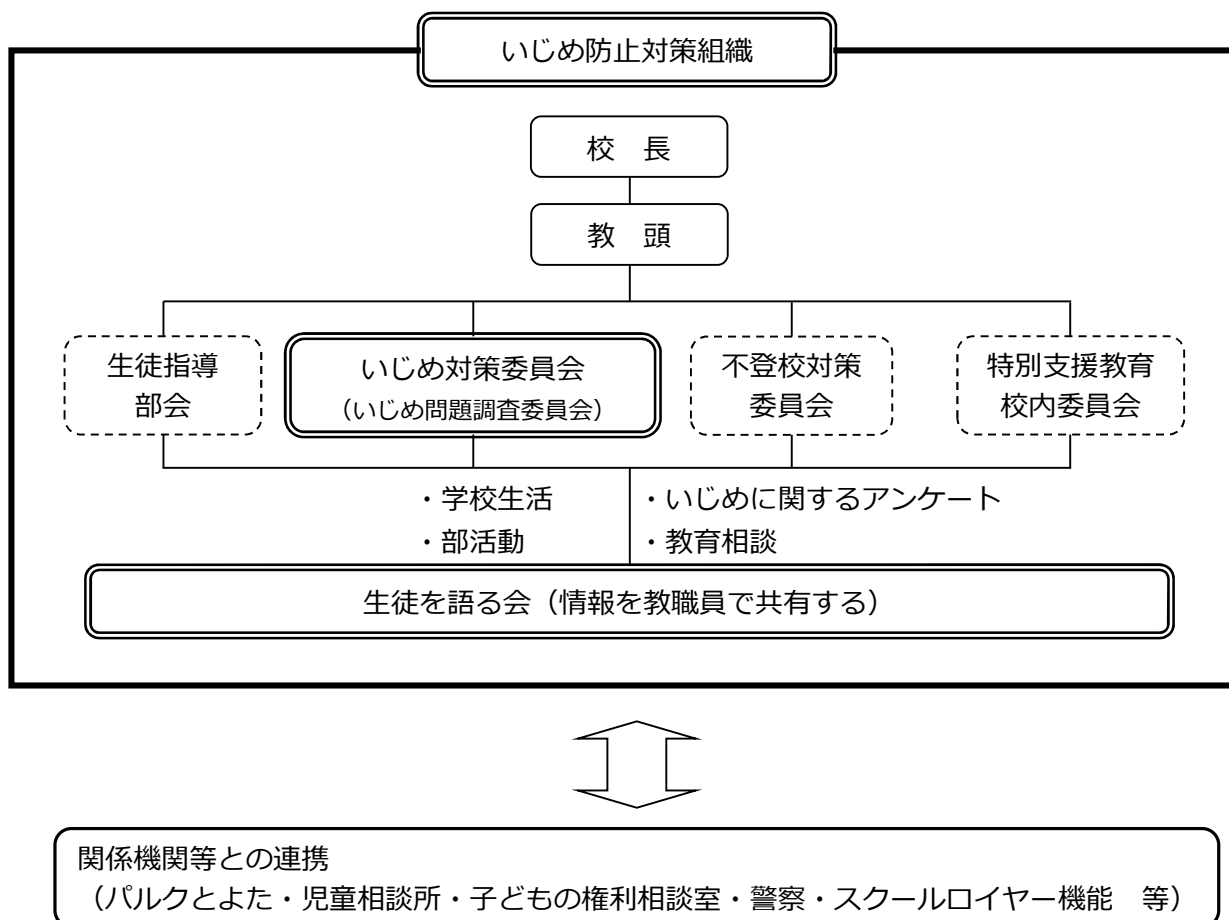 いじめ防止対策組織
校　長
教　頭
生徒指導
部会
いじめ対策委員会
（いじめ問題調査委員会）
不登校対策
委員会
特別支援教育
校内委員会
・学校生活
・部活動
・いじめに関するアンケート
・教育相談
生徒を語る会（情報を教職員で共有する）
関係機関等との連携
（パルクとよた・児童相談所・子どもの権利相談室・警察・スクールロイヤー機能　等）